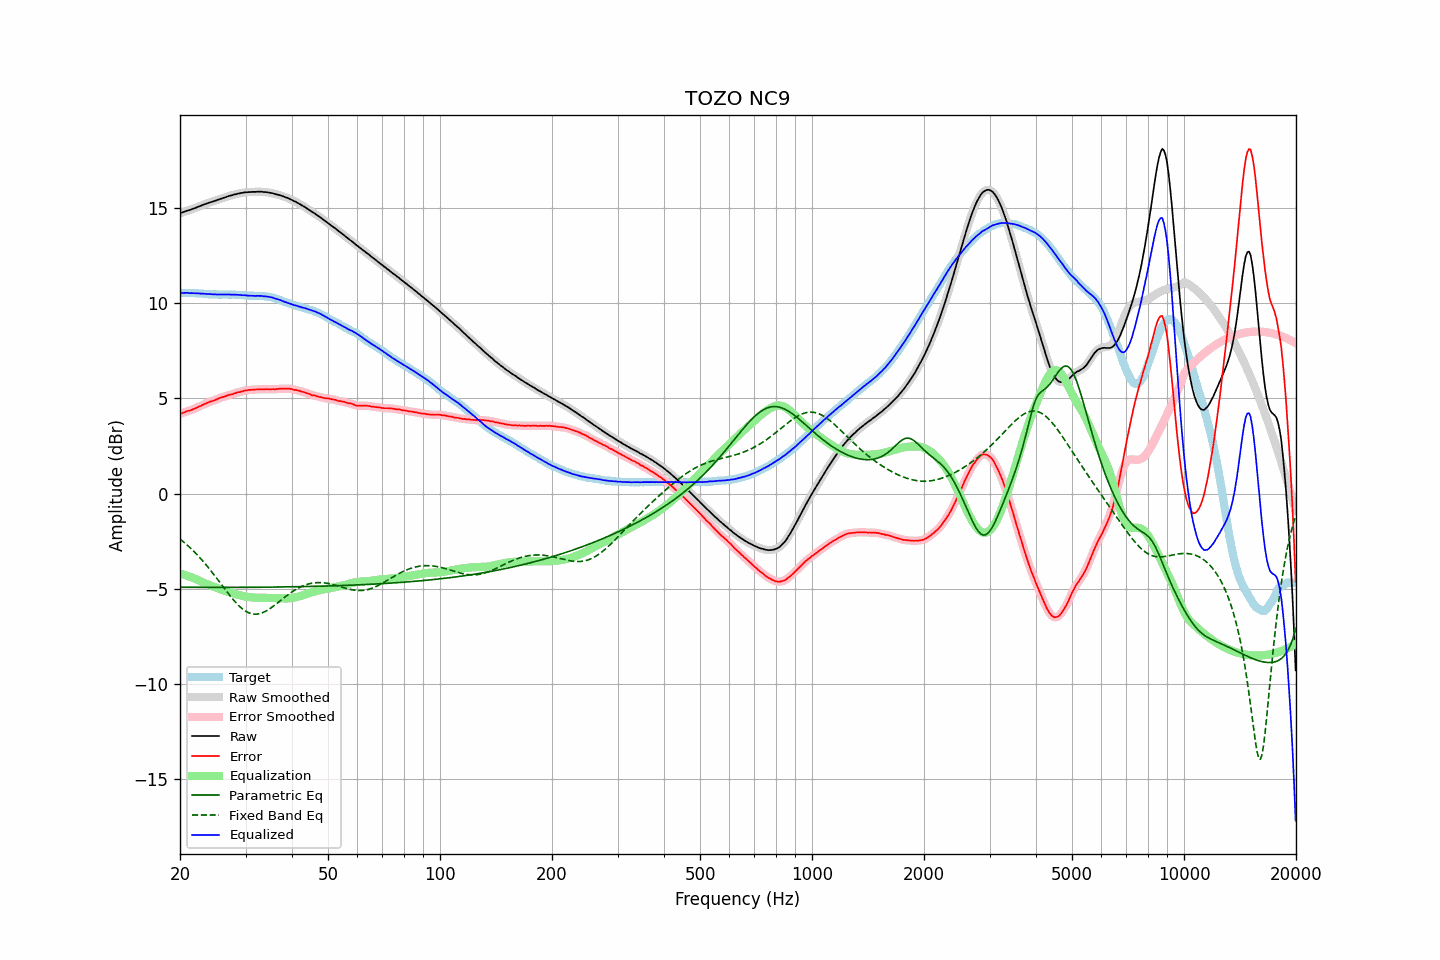 TOZO NC9
Amplitude (dBr)
15
10
5
0
−5
−10
−15
Target
Raw Smoothed
Error Smoothed
Raw
Error
Equalization
Parametric Eq
Fixed Band Eq
Equalized
20 50 100 200 500 1000 2000 5000 10000 20000
Frequency (Hz)